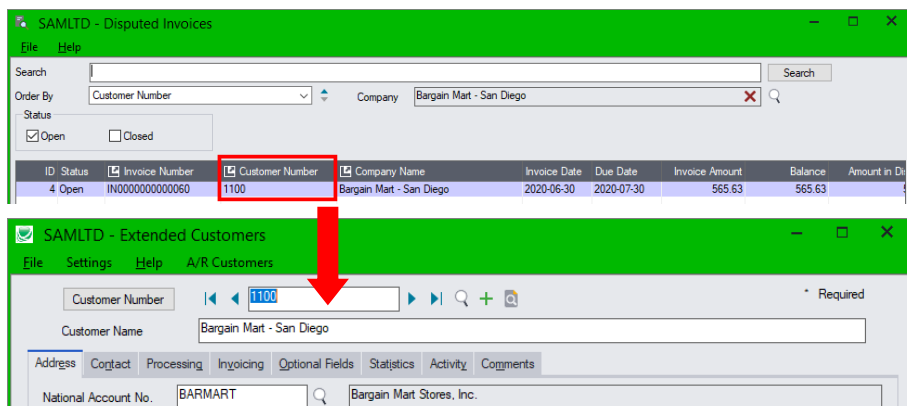 SAMLTD - Disputed Invoices
File Help
Search Search
Order By Customer Number Company Bargain Mart - San Diego
Status
Open Closed
ID Status Invoice Number Customer Number Company Name Invoice Date Due Date Invoice Amount Balance Amount in Di
4 Open IN0000000000060 1100 Bargain Mart - San Diego 2020-06-30 2020-07-30 565.63 565.63
SAMLTD - Extended Customers
File Settings Help A/R Customers
Customer Number 1100 * Required
Customer Name Bargain Mart - San Diego
Address Contact Processing Invoicing Optional Fields Statistics Activity Comments
National Account No. BARMART Bargain Mart Stores, Inc.